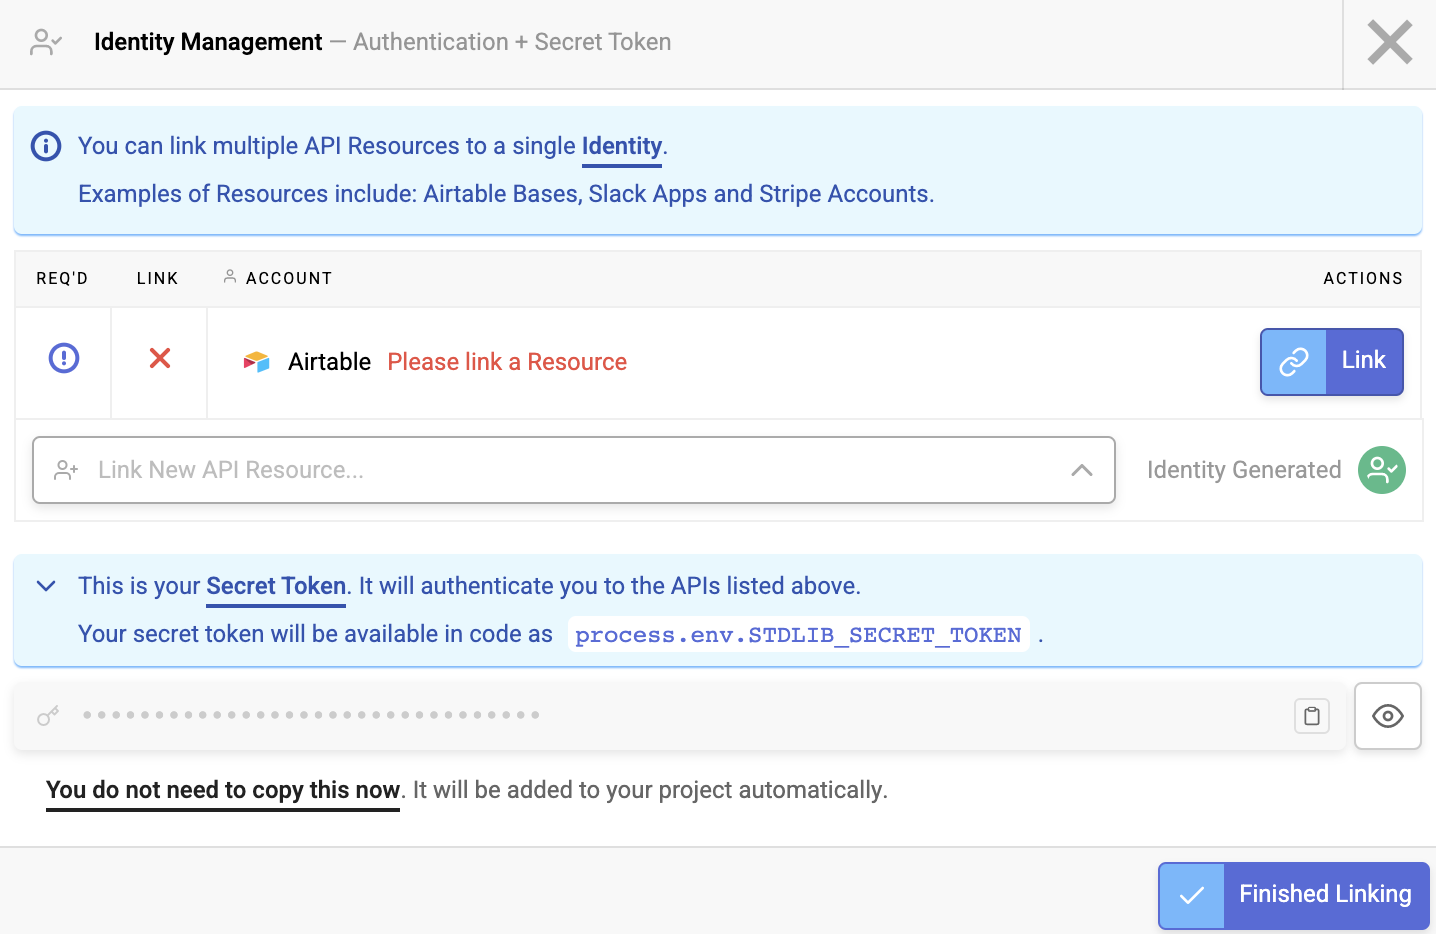 Identity Management — Authentication + Secret Token
You can link multiple API Resources to a single Identity.
Examples of Resources include: Airtable Bases, Slack Apps and Stripe Accounts.
REQ'D LINK ACCOUNT ACTIONS
Airtable Please link a Resource Link
Link New API Resource... Identity Generated
This is your Secret Token. It will authenticate you to the APIs listed above.
Your secret token will be available in code as process.env.STDLIB_SECRET_TOKEN .
You do not need to copy this now. It will be added to your project automatically.
Finished Linking